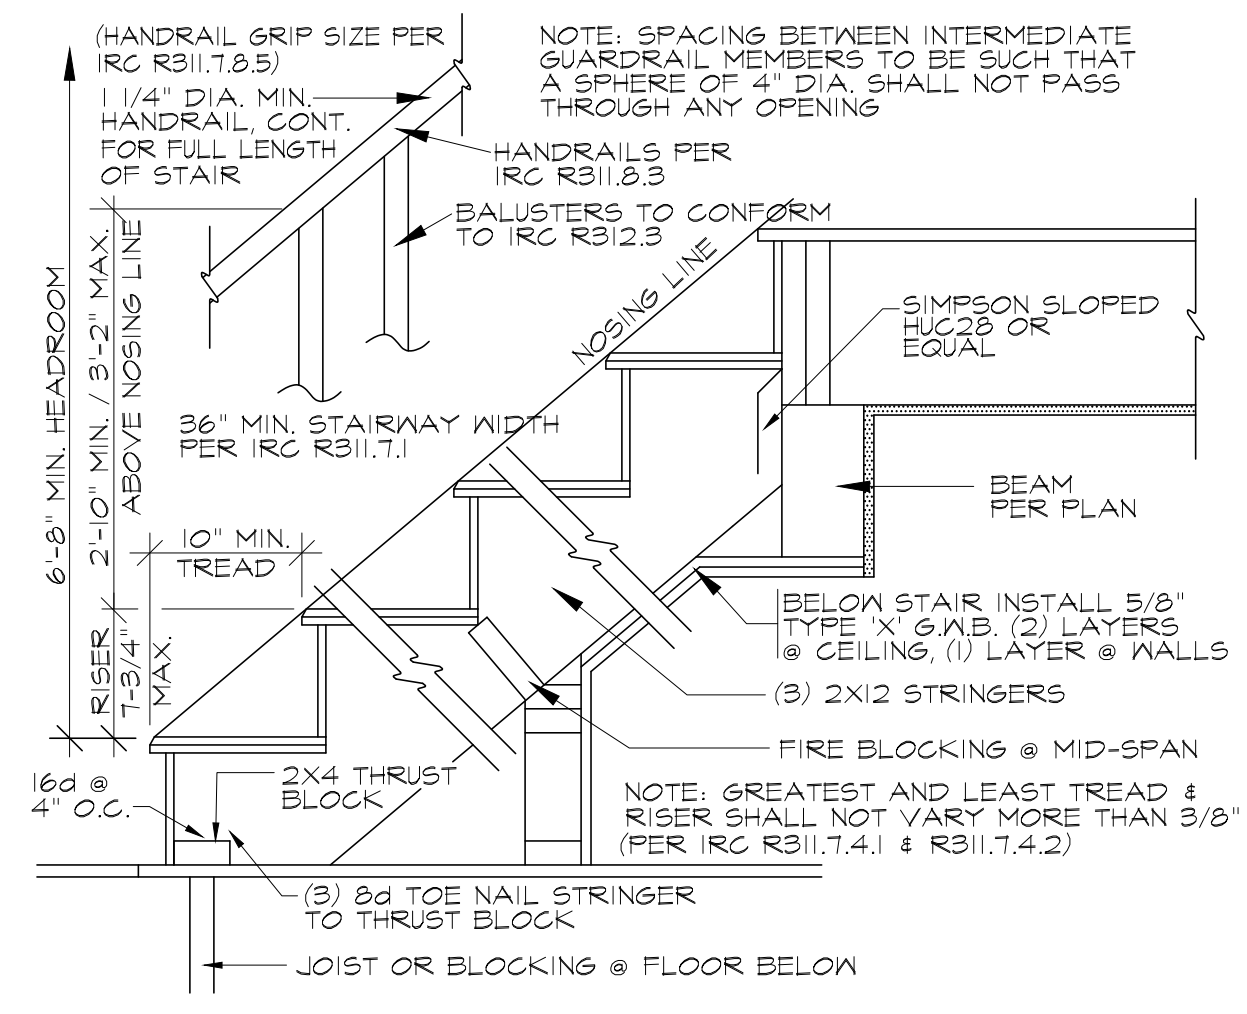 (HANDRAIL GRIP SIZE PER
IRC R311.7.8.5)
1 1/4" DIA. MIN.
HANDRAIL, CONT.
FOR FULL LENGTH
OF STAIR
NOTE: SPACING BETWEEN INTERMEDIATE
GUARDRAIL MEMBERS TO BE SUCH THAT
A SPHERE OF 4" DIA. SHALL NOT PASS
THROUGH ANY OPENING
HANDRAILS PER
IRC R311.8.3
BALUSTERS TO CONFORM
TO IRC R312.3
NOSING LINE
6'-8" MIN. HEADROOM
2'-10" MIN. / 3'-2" MAX.
ABOVE NOSING LINE
SIMPSON SLOPED
HUC28 OR
EQUAL
36" MIN. STAIRWAY WIDTH
PER IRC R311.7.1
BEAM
PER PLAN
10" MIN.
TREAD
RISER
7-3/4"
MAX.
BELOW STAIR INSTALL 5/8"
TYPE 'X' G.W.B. (2) LAYERS
@ CEILING, (1) LAYER @ WALLS
(3) 2X12 STRINGERS
FIRE BLOCKING @ MID-SPAN
16d @
4" O.C.
2X4 THRUST
BLOCK
NOTE: GREATEST AND LEAST TREAD &
RISER SHALL NOT VARY MORE THAN 3/8"
(PER IRC R311.7.4.1 & R311.7.4.2)
(3) 8d TOE NAIL STRINGER
TO THRUST BLOCK
JOIST OR BLOCKING @ FLOOR BELOW